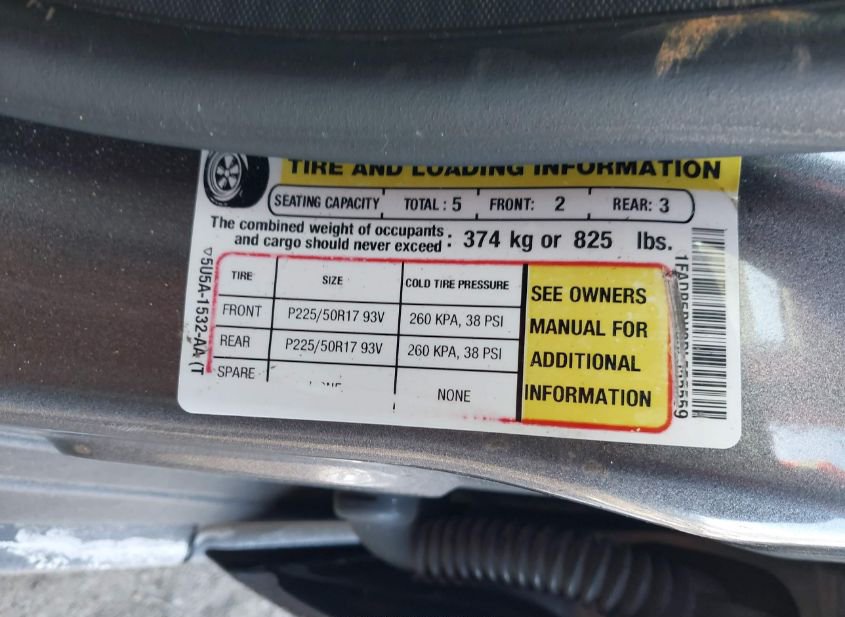 TIRE AND LOADING INFORMATION
SEATING CAPACITY TOTAL : 5 FRONT: 2 REAR: 3
The combined weight of occupants
and cargo should never exceed : 374 kg or 825 lbs.
TIRE SIZE COLD TIRE PRESSURE
FRONT P225/50R17 93V 260 KPA, 38 PSI
REAR P225/50R17 93V 260 KPA, 38 PSI
SPARE NONE
SEE OWNERS
MANUAL FOR
ADDITIONAL
INFORMATION
5U5A-1532-AA (T